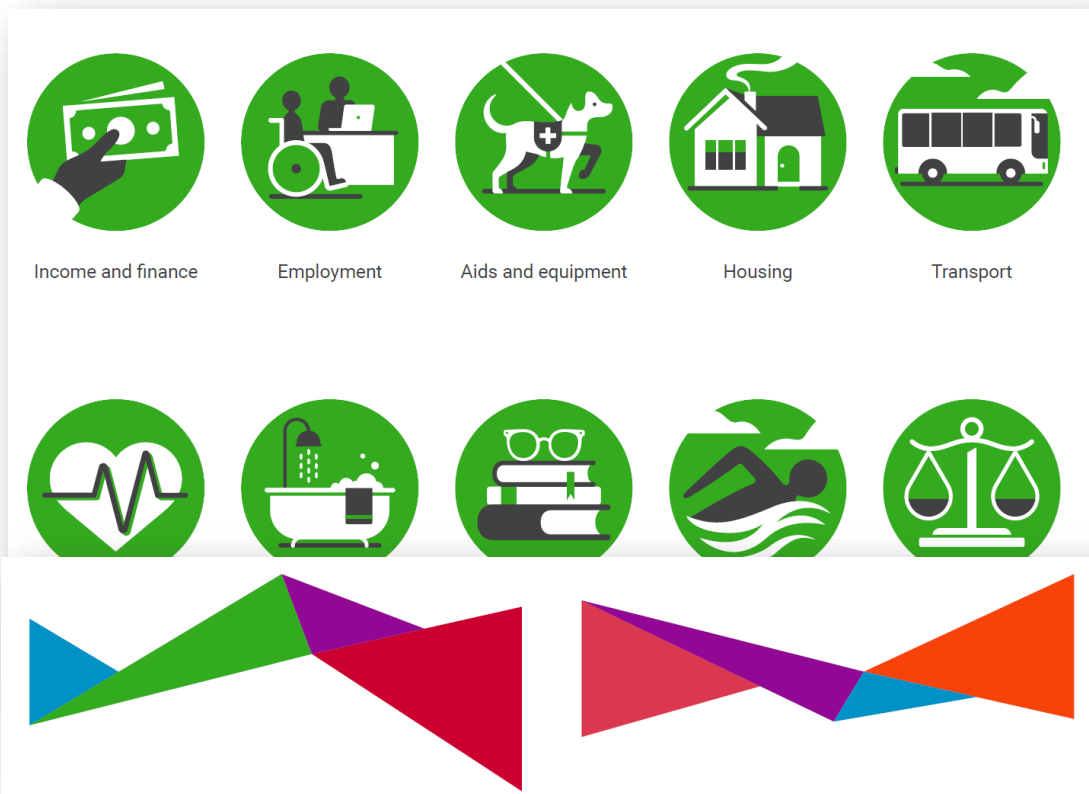 Income and finance
Employment
Aids and equipment
Housing
Transport